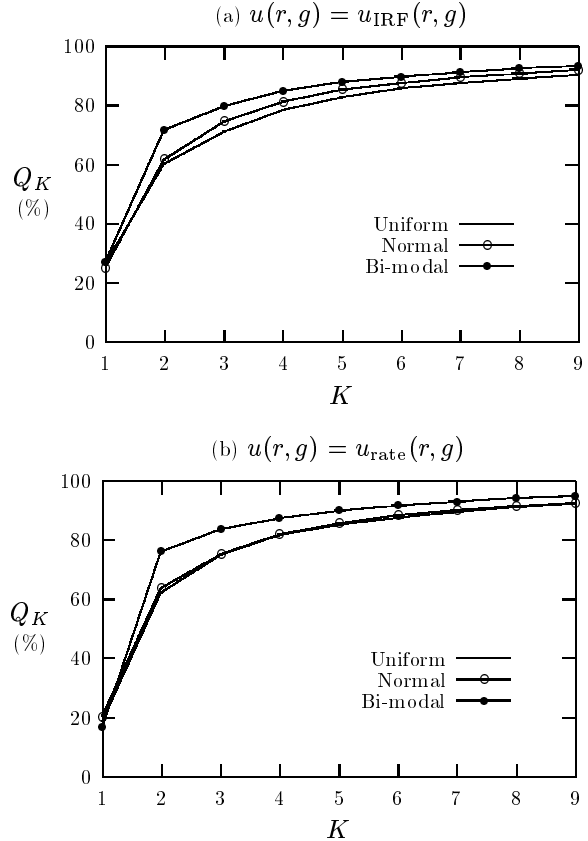 (a) u(r, g) = u_IRF(r, g)
100
80
60
Q_K
(%)
40
20
0
Uniform
Normal
Bi-modal
1 2 3 4 5 6 7 8 9
K
(b) u(r, g) = u_rate(r, g)
100
80
60
Q_K
(%)
40
20
0
Uniform
Normal
Bi-modal
1 2 3 4 5 6 7 8 9
K